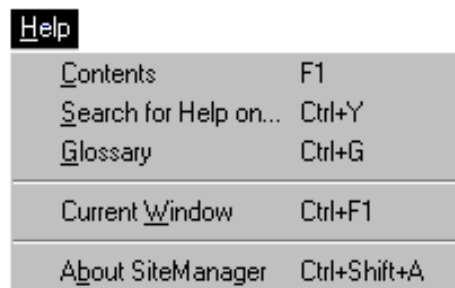 Help
Contents F1
Search for Help on... Ctrl+Y
Glossary Ctrl+G
Current Window Ctrl+F1
About SiteManager Ctrl+Shift+A